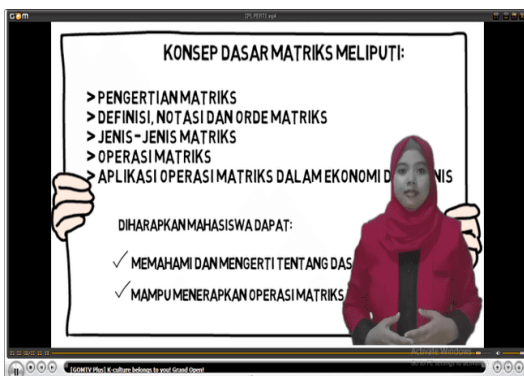 GOM
KONSEP DASAR MATRIKS MELIPUTI:
> PENGERTIAN MATRIKS
> DEFINISI, NOTASI DAN ORDE MATRIKS
> JENIS-JENIS MATRIKS
> OPERASI MATRIKS
> APLIKASI OPERASI MATRIKS DALAM EKONOMI D NIS
DIHARAPKAN MAHASISWA DAPAT:
✓ MEMAHAMI DAN MENGERTI TENTANG DAS
✓ MAMPU MENERAPKAN OPERASI MATRIKS
Activate Windows
[GOMTV Plus] K-culture belongs to you! Grand Open!